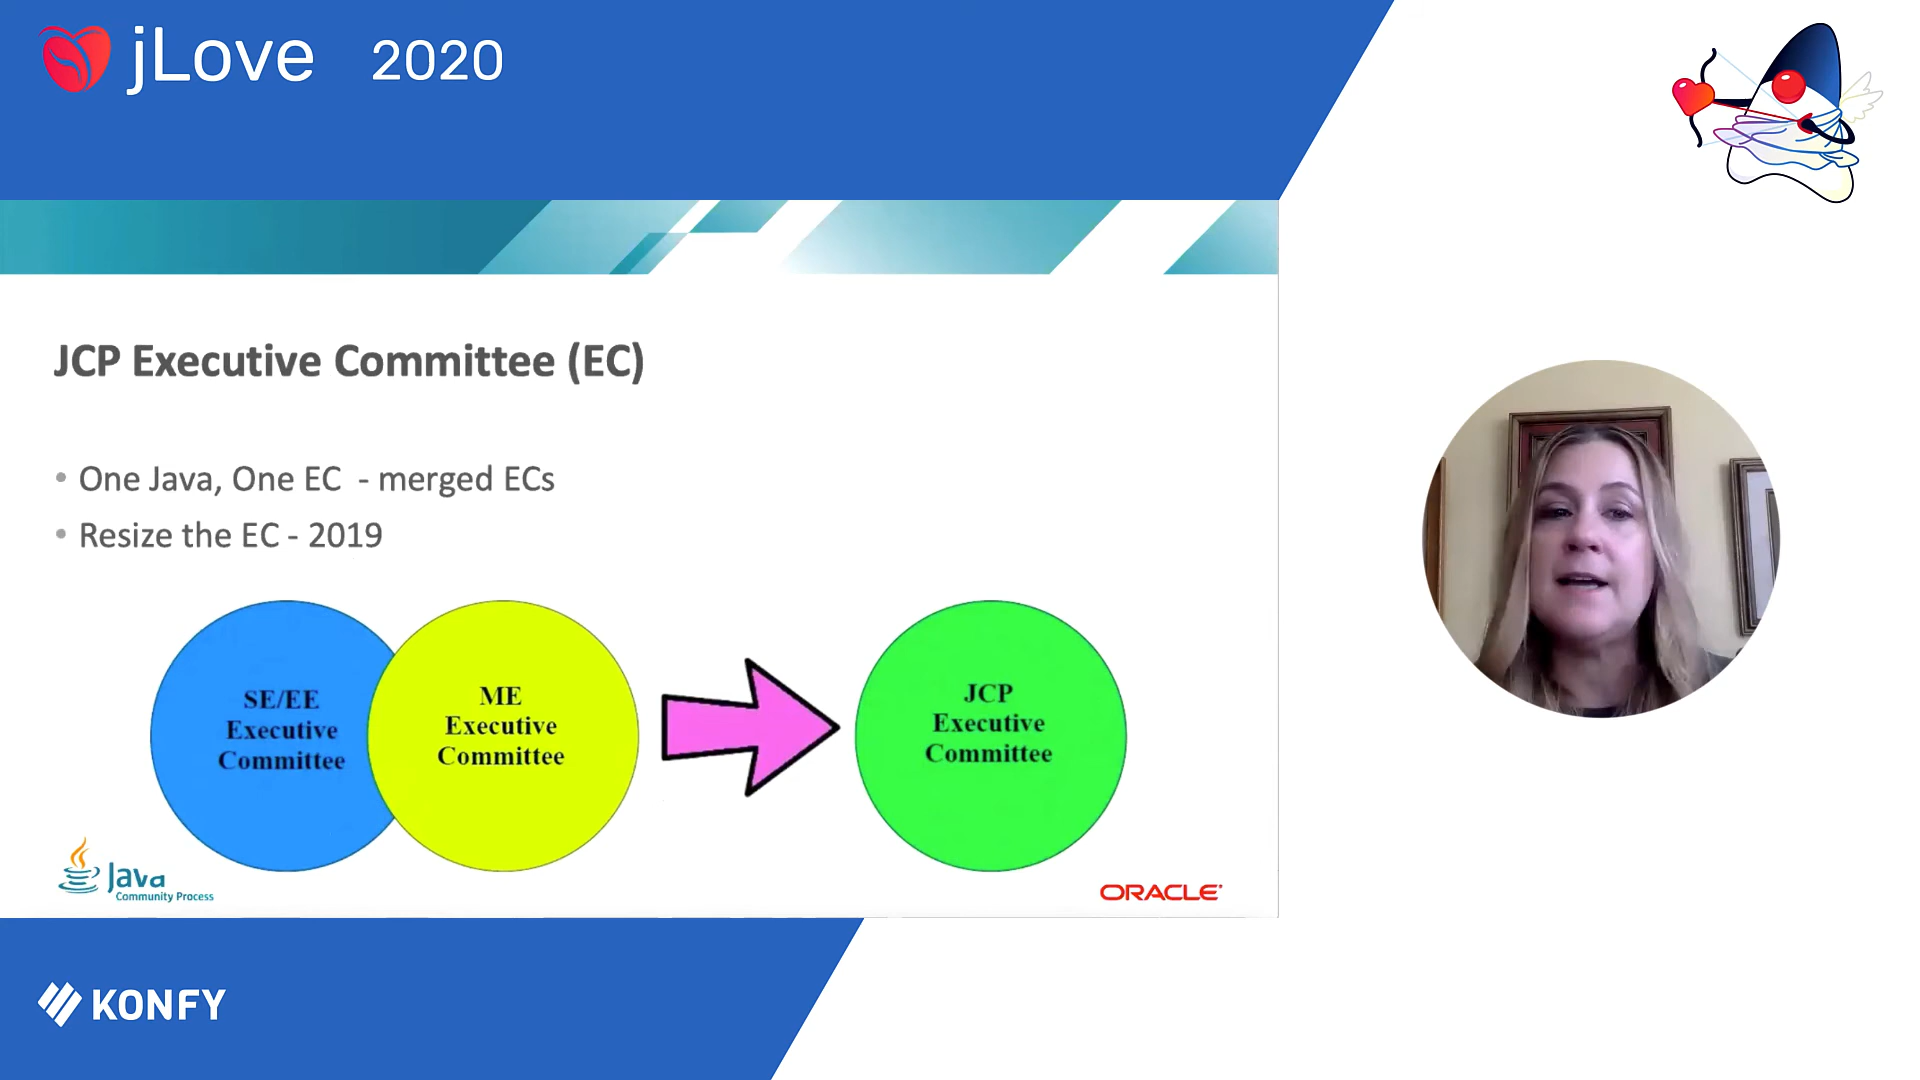 jLove 2020
JCP Executive Committee (EC)
• One Java, One EC - merged ECs
• Resize the EC - 2019
SE/EE
Executive
Committee
ME
Executive
Committee
JCP
Executive
Committee
Java
Community Process
ORACLE
KONFY